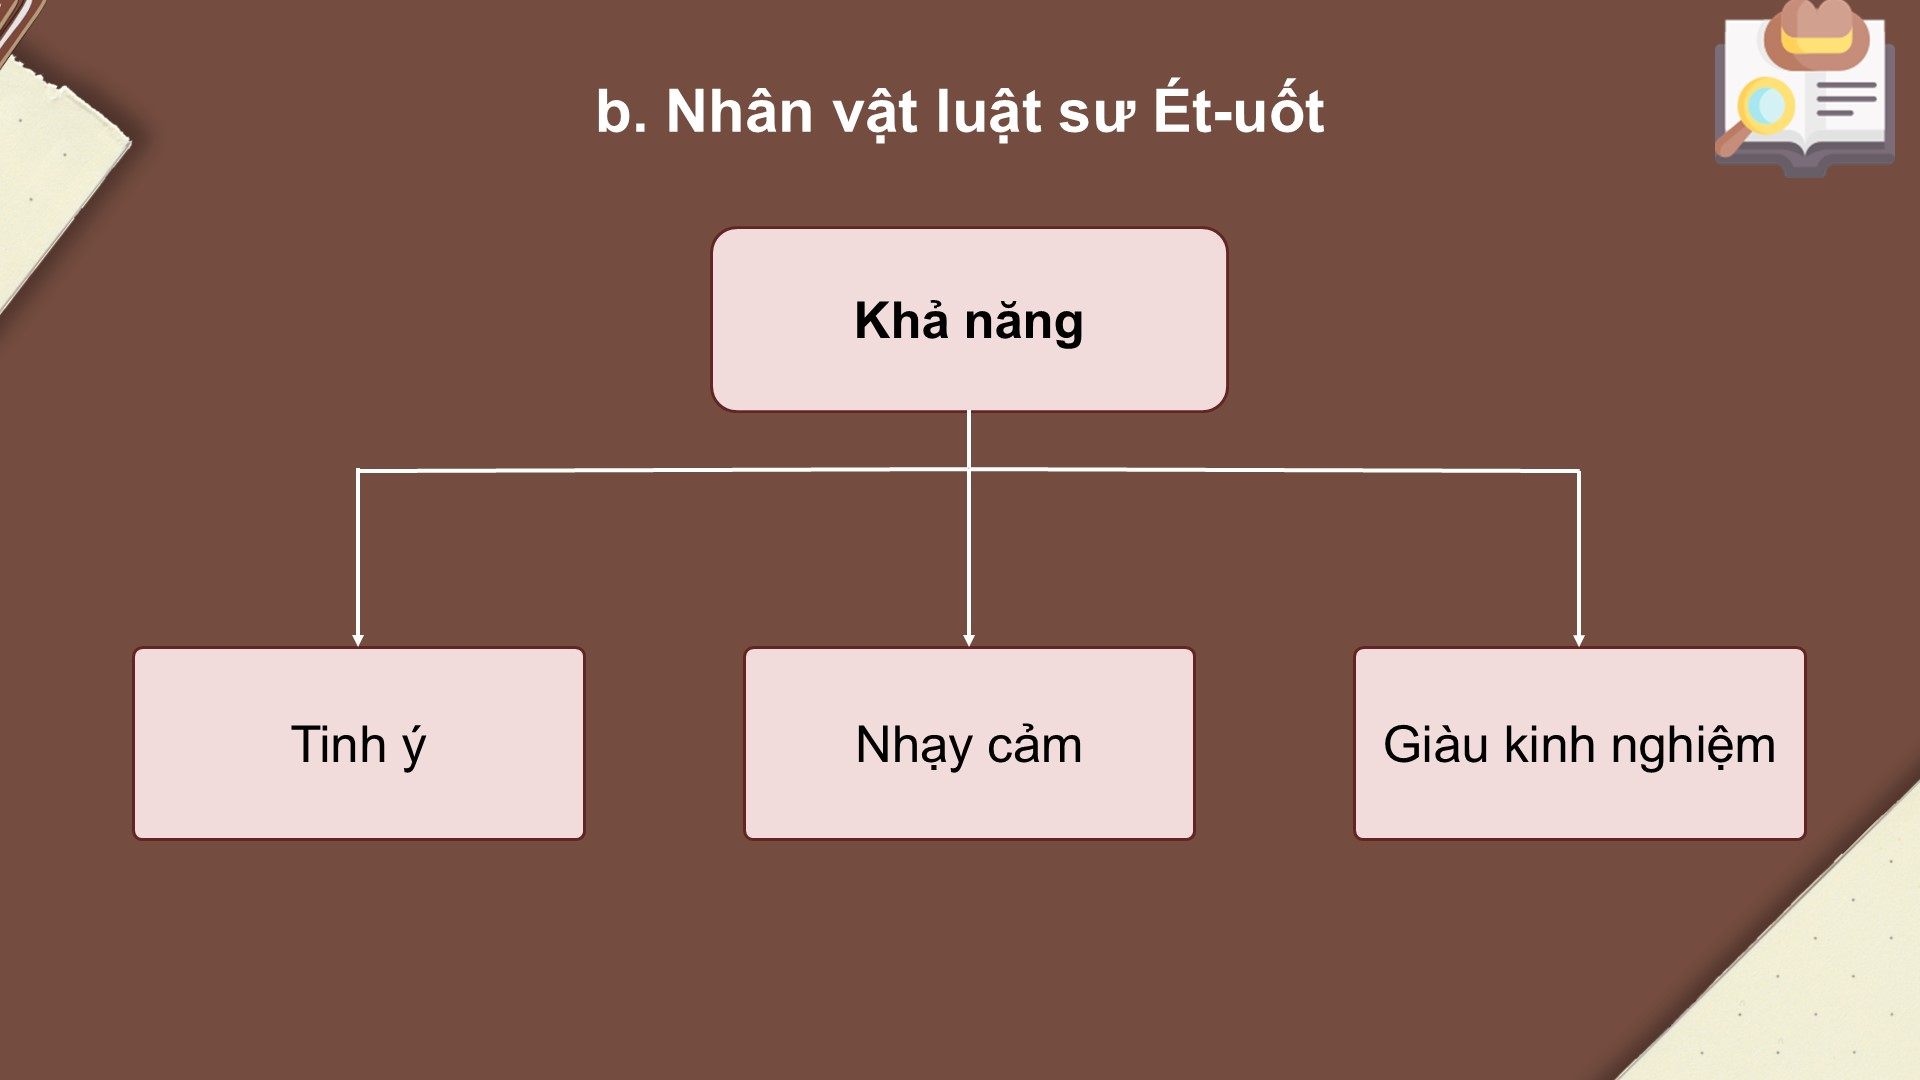 b. Nhân vật luật sư Ét-uốt
Khả năng
Tinh ý
Nhạy cảm
Giàu kinh nghiệm